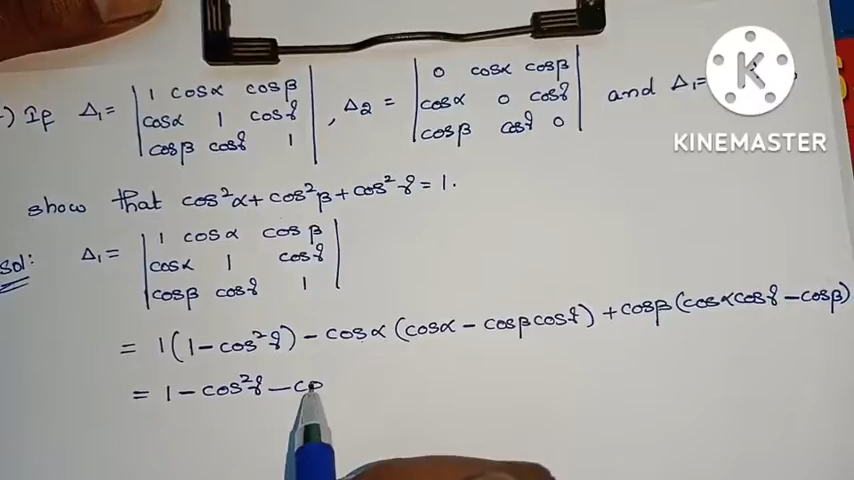 If Δ₁ = | 1 cosα cosβ | , Δ₂ = | 0 cosα cosβ | and Δ₁ =
| cosα 1 cosγ | | cosα 0 cosγ |
| cosβ cosγ 1 | | cosβ cosγ 0 |
show that cos²α + cos²β + cos²γ = 1.
Sol: Δ₁ = | 1 cosα cosβ |
| cosα 1 cosγ |
| cosβ cosγ 1 |
= 1(1 - cos²γ) - cosα (cosα - cosβ cosγ) + cosβ (cosα cosγ - cosβ)
= 1 - cos²γ - co
KINEMASTER